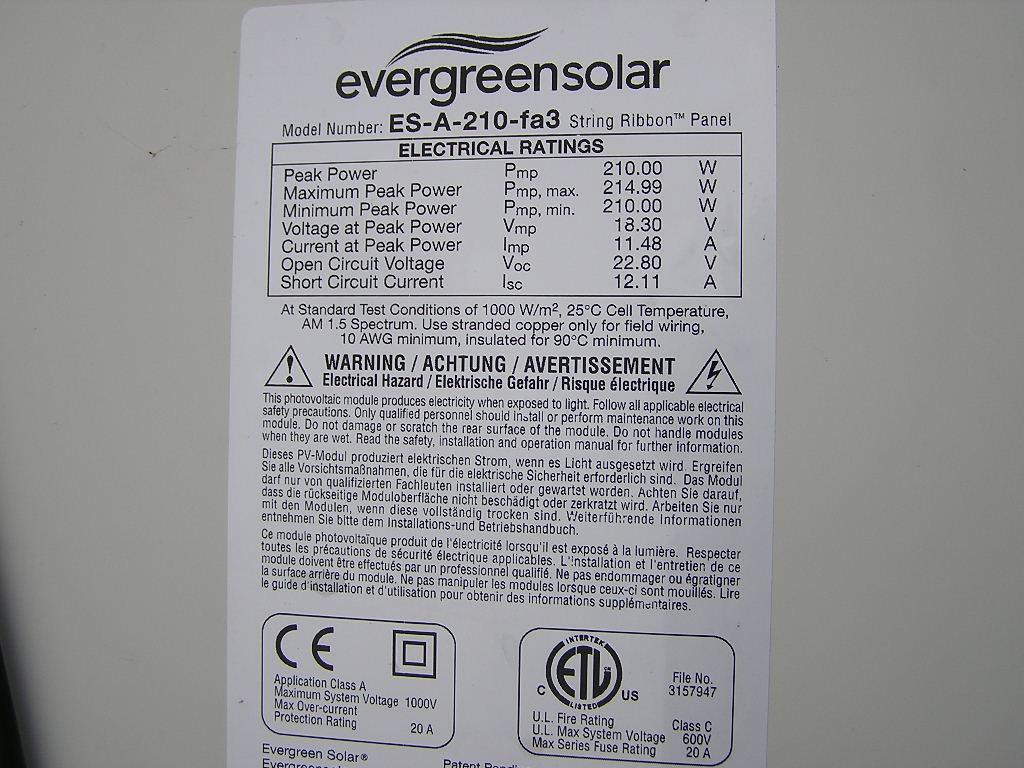 evergreensolar
Model Number: ES-A-210-fa3 String Ribbon™ Panel
ELECTRICAL RATINGS
Peak Power Pmp 210.00 W
Maximum Peak Power Pmp, max. 214.99 W
Minimum Peak Power Pmp, min. 210.00 W
Voltage at Peak Power Vmp 18.30 V
Current at Peak Power Imp 11.48 A
Open Circuit Voltage Voc 22.80 V
Short Circuit Current Isc 12.11 A
At Standard Test Conditions of 1000 W/m², 25°C Cell Temperature,
AM 1.5 Spectrum. Use stranded copper only for field wiring,
10 AWG minimum, insulated for 90°C minimum.
WARNING / ACHTUNG / AVERTISSEMENT
Electrical Hazard / Elektrische Gefahr / Risque électrique
This photovoltaic module produces electricity when exposed to light. Follow all applicable electrical
safety precautions. Only qualified personnel should install or perform maintenance work on this
module. Do not damage or scratch the rear surface of the module. Do not handle modules
when they are wet. Read the safety, installation and operation manual for further information.
Dieses PV-Modul produziert elektrischen Strom, wenn es Licht ausgesetzt wird. Ergreifen
Sie alle Vorsichtsmaßnahmen, die für die elektrische Sicherheit erforderlich sind. Das Modul
darf nur von qualifizierten Fachleuten installiert oder gewartet worden. Achten Sie darauf,
dass die rückseitige Moduloberfläche nicht beschädigt oder zerkratzt wird. Arbeiten Sie nur
mit den Modulen, wenn diese vollständig trocken sind. Weiterführende Informationen
entnehmen Sie bitte dem Installations-und Betriebshandbuch.
Ce module photovoltaïque produit de l'électricité lorsqu'il est exposé à la lumière. Respecter
toutes les précautions de sécurité électrique applicables. L'installation et l'entretien de ce
module doivent être effectués par un professionnel qualifié. Ne pas endommager ou égratigner
la surface arrière du module. Ne pas manipuler les modules lorsque ceux-ci sont mouillés. Lire
le guide d'installation et d'utilisation pour obtenir des informations supplémentaires.
CE
Application Class A
Maximum System Voltage 1000V
Max Over-current
Protection Rating 20 A
INTERTEK
ETL CM
C US
LISTED
File No.
3157947
U.L. Fire Rating Class C
U.L. Max System Voltage 600V
Max Series Fuse Rating 20 A
Evergreen Solar®
Patent